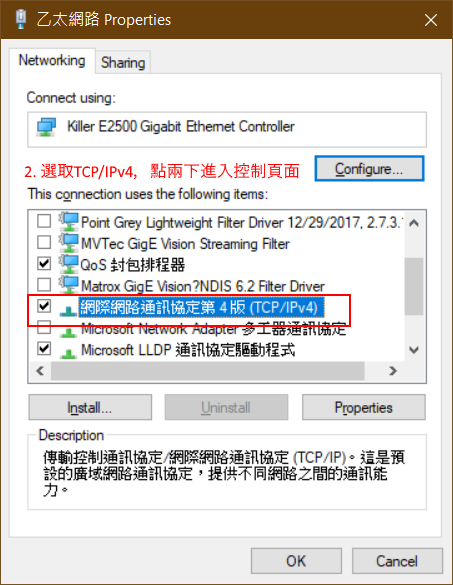 乙太網路 Properties
Networking
Sharing
Connect using:
Killer E2500 Gigabit Ethernet Controller
2. 選取TCP/IPv4，點兩下進入控制頁面
Configure...
This connection uses the following items:
Point Grey Lightweight Filter Driver 12/29/2017, 2.7.3.
MVTec GigE Vision Streaming Filter
QoS 封包排程器
Matrox GigE Vision?NDIS 6.2 Filter Driver
網際網路通訊協定第 4 版 (TCP/IPv4)
Microsoft Network Adapter 多工器通訊協定
Microsoft LLDP 通訊協定驅動程式
Install...
Uninstall
Properties
Description
傳輸控制通訊協定/網際網路通訊協定 (TCP/IP)。這是預
設的廣域網路通訊協定，提供不同網路之間的通訊能
力。
OK
Cancel